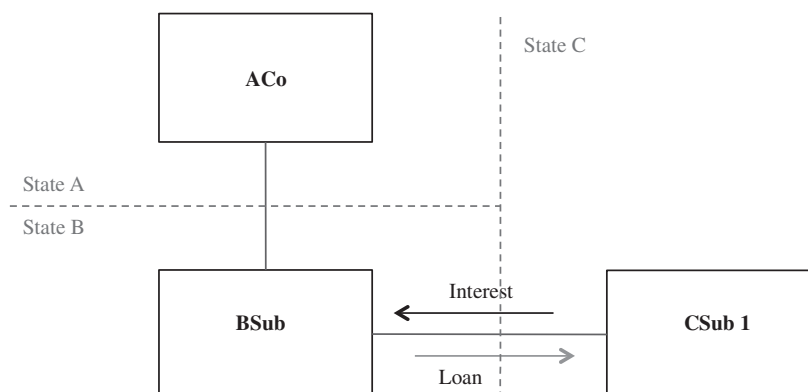 State C
ACo
State A
State B
Interest
BSub
CSub 1
Loan